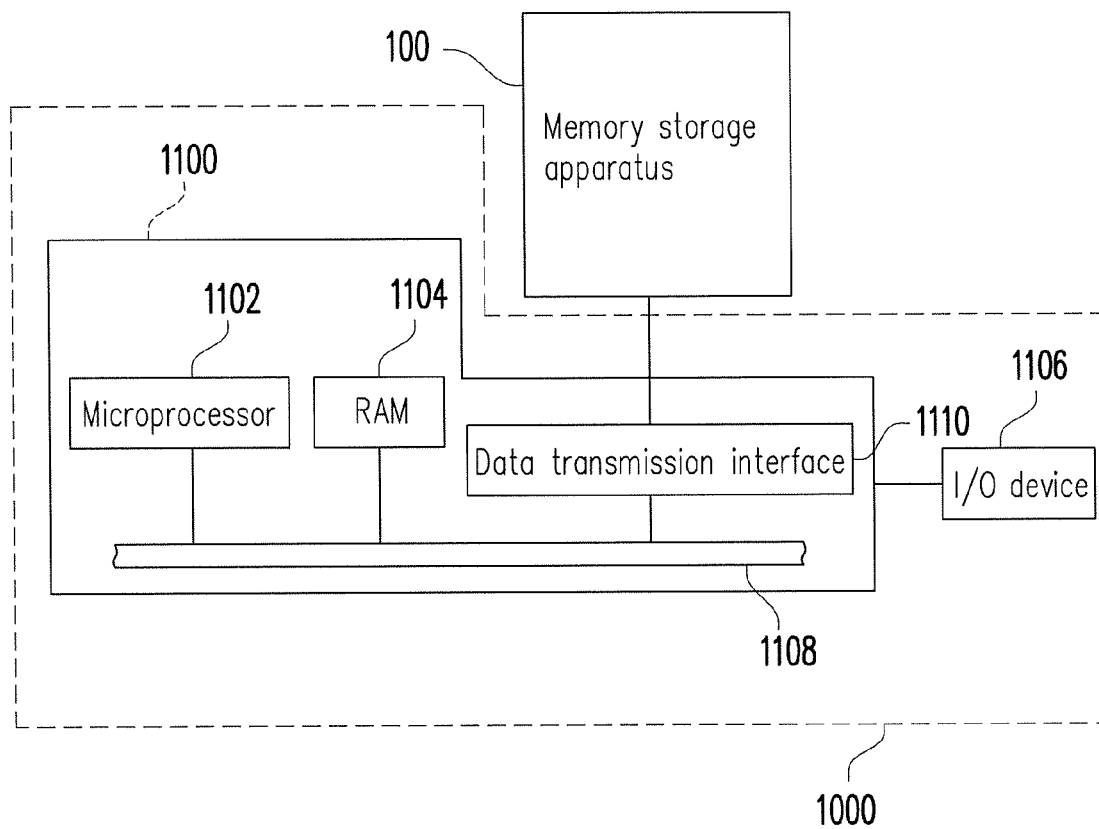 100
Memory storage
apparatus
1100
1102
1104
1106
Microprocessor
RAM
1110
Data transmission interface
I/O device
1108
1000